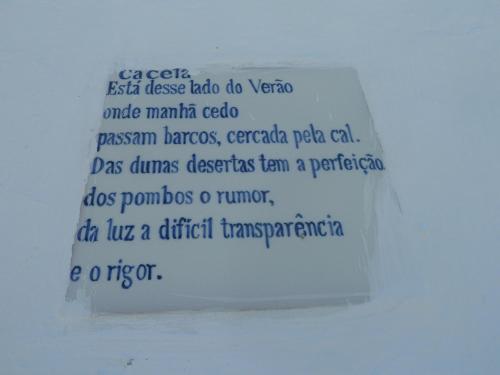 Cacela
Está desse lado do Verão
onde manhã cedo
passam barcos, cercada pela cal.
Das dunas desertas tem a perfeição
dos pombos o rumor,
da luz a difícil transparência
e o rigor.